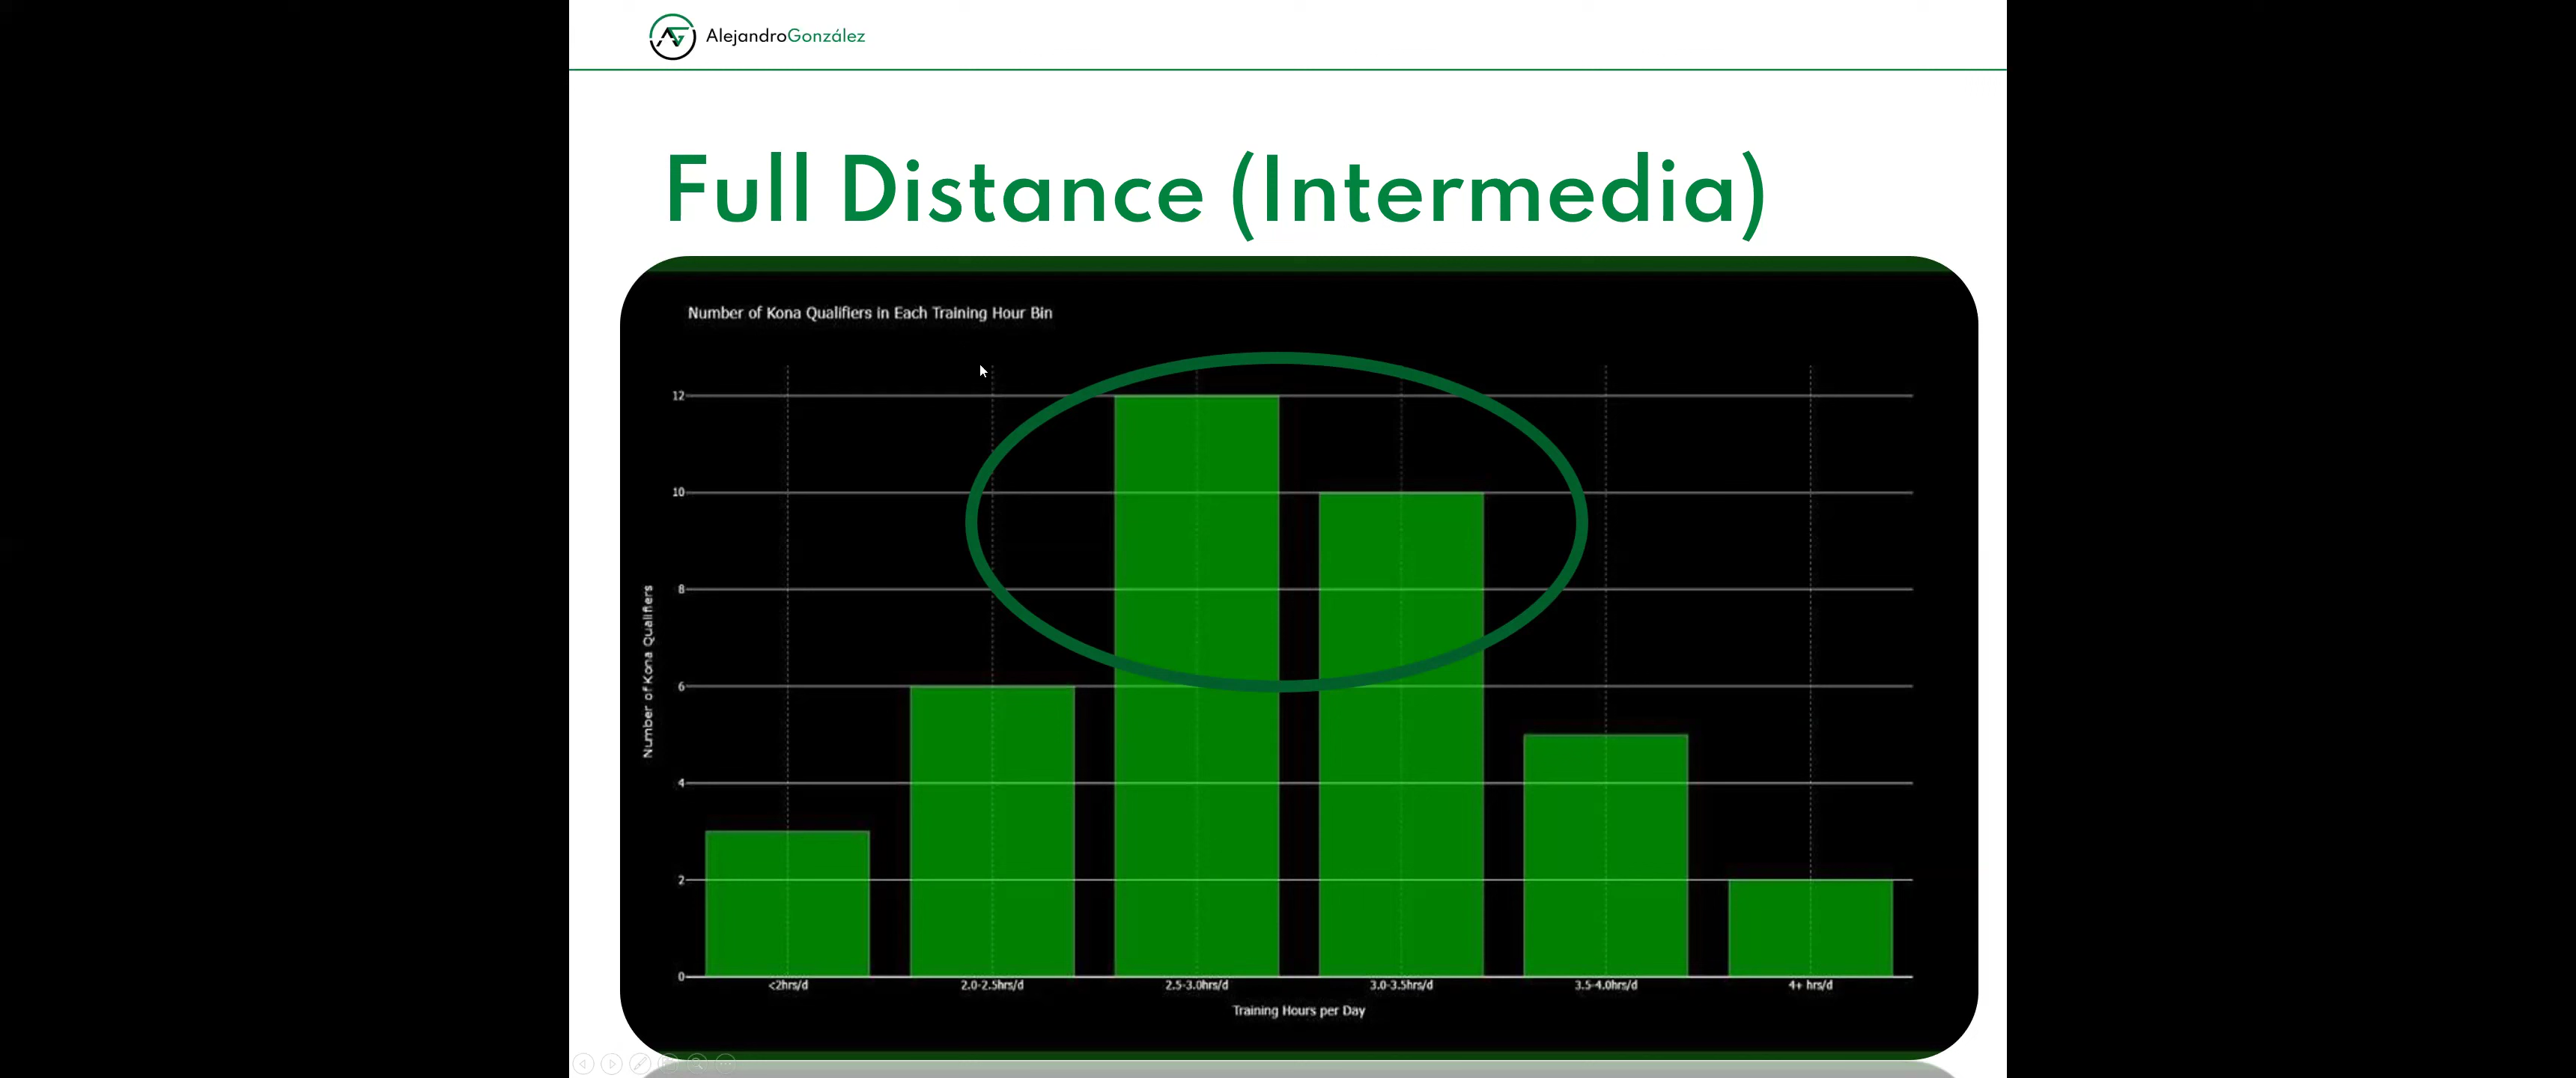 AlejandroGonzález
Full Distance (Intermedia)
Number of Kona Qualifiers in Each Training Hour Bin
12
10
8
6
4
2
0
Number of Kona Qualifiers
<2hrs/d 2.0-2.5hrs/d 2.5-3.0hrs/d 3.0-3.5hrs/d 3.5-4.0hrs/d 4+ hrs/d
Training Hours per Day